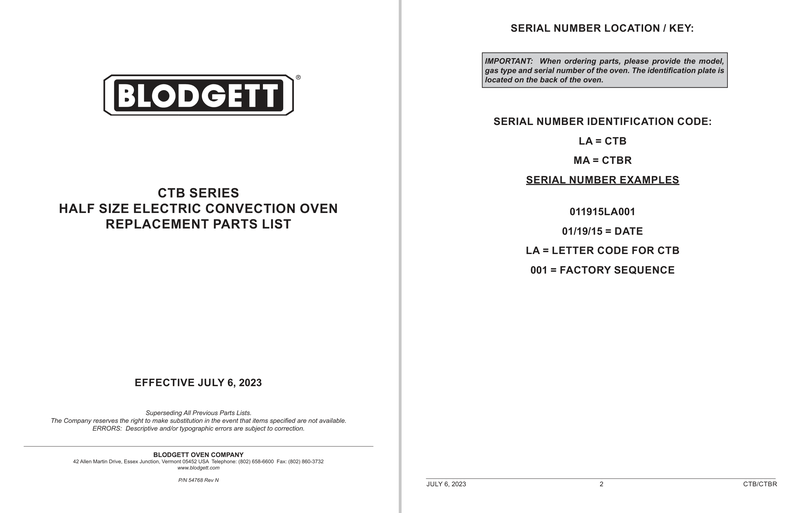 BLODGETT®
CTB SERIES
HALF SIZE ELECTRIC CONVECTION OVEN
REPLACEMENT PARTS LIST
EFFECTIVE JULY 6, 2023
Superseding All Previous Parts Lists.
The Company reserves the right to make substitution in the event that items specified are not available.
ERRORS: Descriptive and/or typographic errors are subject to correction.
BLODGETT OVEN COMPANY
42 Allen Martin Drive, Essex Junction, Vermont 05452 USA Telephone: (802) 658-6600 Fax: (802) 860-3732
www.blodgett.com
P/N 54768 Rev N
SERIAL NUMBER LOCATION / KEY:
IMPORTANT: When ordering parts, please provide the model,
gas type and serial number of the oven. The identification plate is
located on the back of the oven.
SERIAL NUMBER IDENTIFICATION CODE:
LA = CTB
MA = CTBR
SERIAL NUMBER EXAMPLES
011915LA001
01/19/15 = DATE
LA = LETTER CODE FOR CTB
001 = FACTORY SEQUENCE
JULY 6, 2023
2
CTB/CTBR